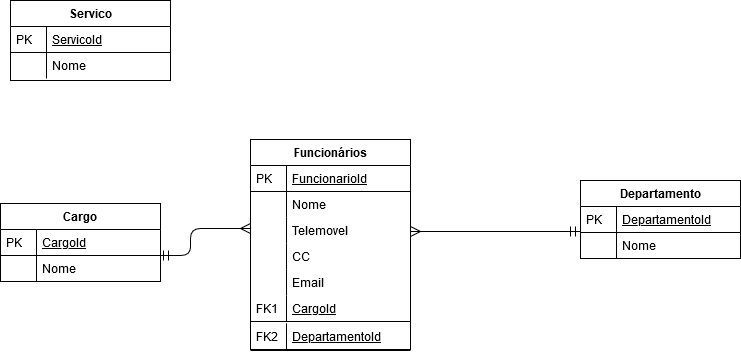 Servico
PK ServicoId
Nome
Funcionários
PK FuncionarioId
Nome
Telemovel
CC
Email
FK1 CargoId
FK2 DepartamentoId
Cargo
PK CargoId
Nome
Departamento
PK DepartamentoId
Nome